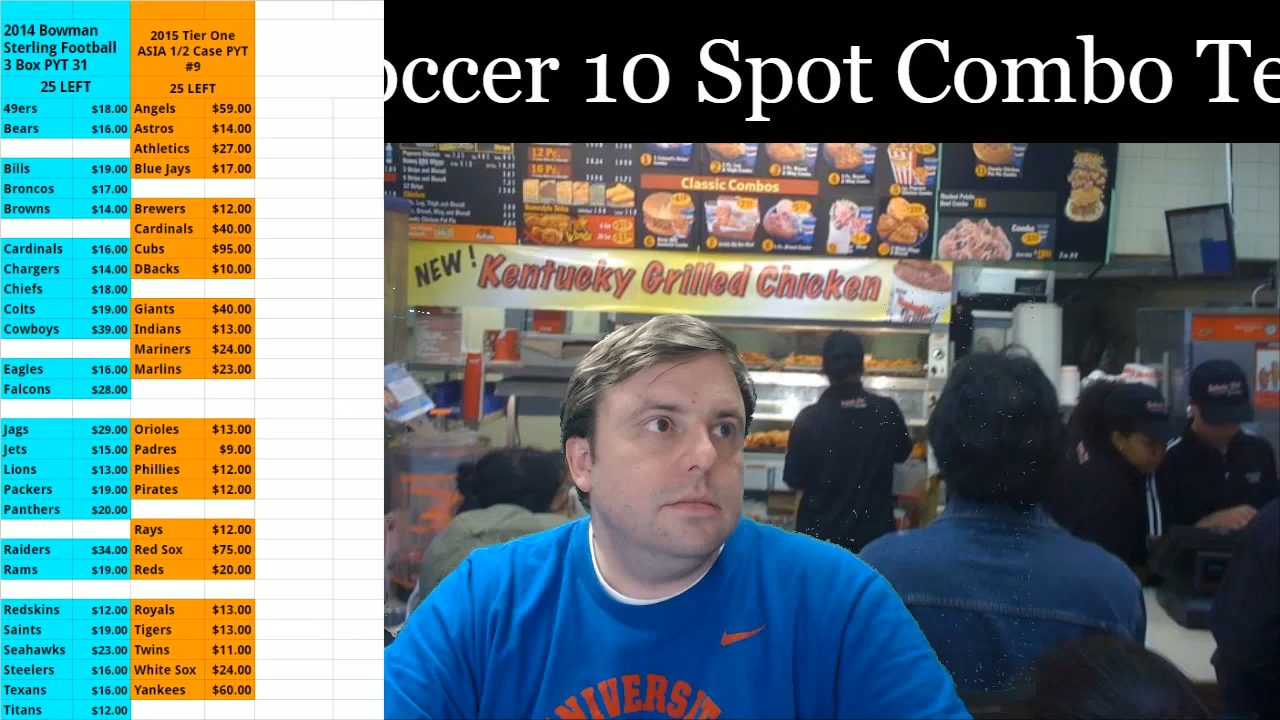 2014 Bowman
Sterling Football
3 Box PYT 31
25 LEFT
49ers $18.00
Bears $16.00
Bills $19.00
Broncos $17.00
Browns $14.00
Cardinals $16.00
Chargers $14.00
Chiefs $18.00
Colts $19.00
Cowboys $39.00
Eagles $16.00
Falcons $28.00
Jags $29.00
Jets $15.00
Lions $13.00
Packers $19.00
Panthers $20.00
Raiders $34.00
Rams $19.00
Redskins $12.00
Saints $19.00
Seahawks $23.00
Steelers $16.00
Texans $16.00
Titans $12.00
2015 Tier One
ASIA 1/2 Case PYT
#9
25 LEFT
Angels $59.00
Astros $14.00
Athletics $27.00
Blue Jays $17.00
Brewers $12.00
Cardinals $40.00
Cubs $95.00
DBacks $10.00
Giants $40.00
Indians $13.00
Mariners $24.00
Marlins $23.00
Orioles $13.00
Padres $9.00
Phillies $12.00
Pirates $12.00
Rays $12.00
Red Sox $75.00
Reds $20.00
Royals $13.00
Tigers $13.00
Twins $11.00
White Sox $24.00
Yankees $60.00
occer 10 Spot Combo Te
12 Pc.
16 Pc.
Classic Combos
NEW! Kentucky Grilled Chicken
UNIVERSIT